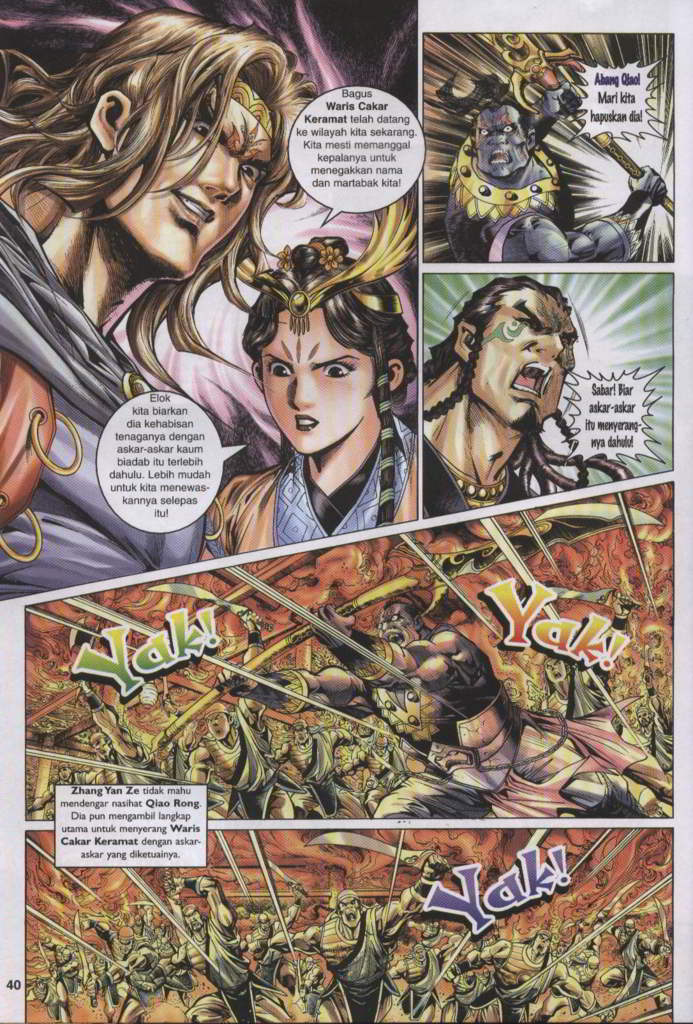 Bagus
Waris Cakar
Keramat telah datang
ke wilayah kita sekarang.
Kita mesti memanggal
kepalanya untuk
menegakkan nama
dan martabat kita!
Abang Qiao!
Mari kita
hapuskan dia!
Elok
kita biarkan
dia kehabisan
tenaganya dengan
askar-askar kaum
biadab itu terlebih
dahulu. Lebih mudah
untuk kita menewas-
kannya selepas
itu!
Sabar! Biar
askar-askar
itu menyerang-
nya dahulu!
Yak!
Yak!
Zhang Yan Ze tidak mahu
mendengar nasihat Qiao Rong.
Dia pun mengambil langkap
utama untuk menyerang Waris
Cakar Keramat dengan askar-
askar yang diketuainya.
Yak!
40